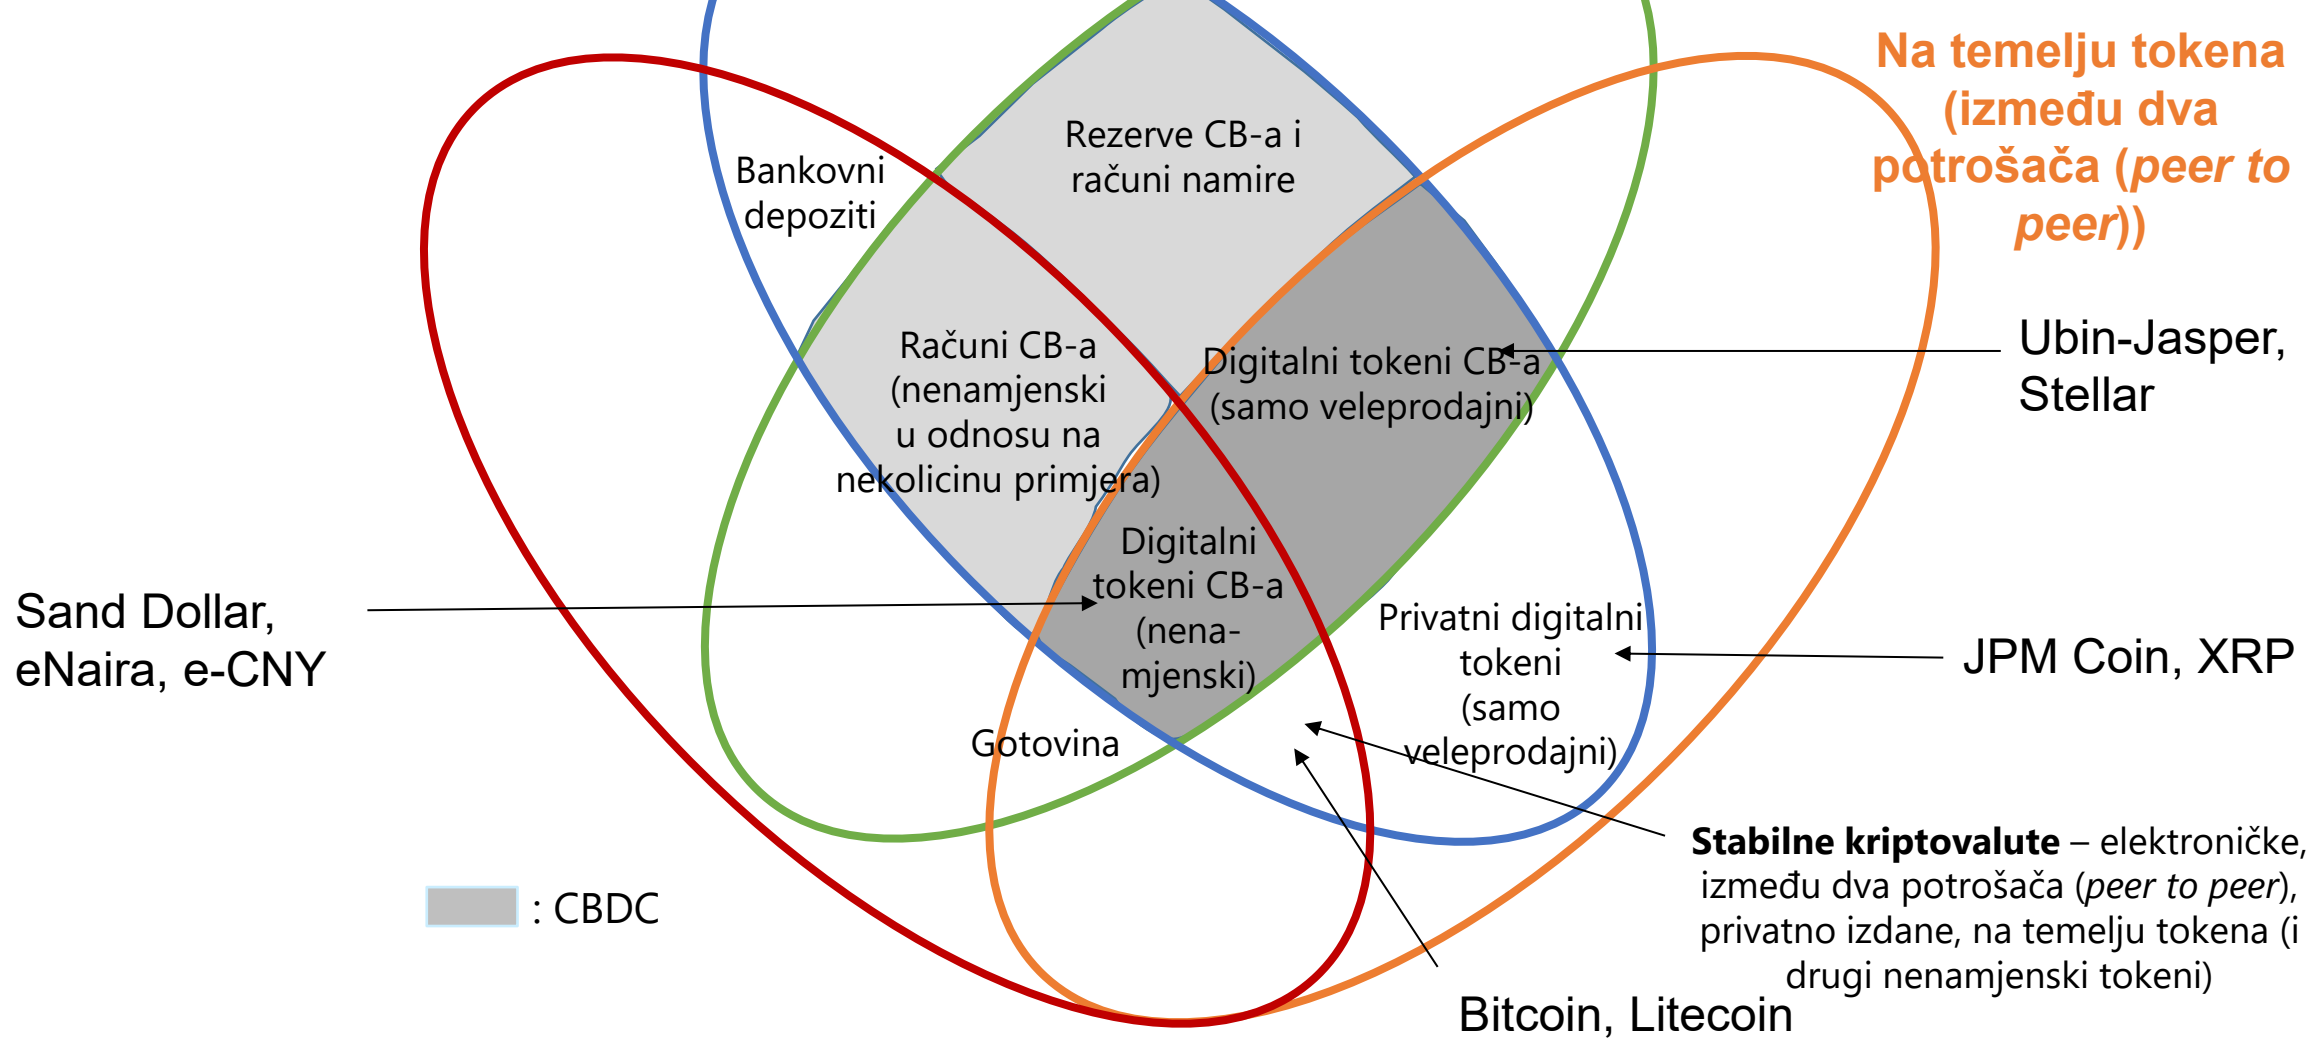 Na temelju tokena
(između dva
potrošača (peer to
peer))
Rezerve CB-a i
računi namire
Bankovni
depoziti
Računi CB-a
(nenamjenski
u odnosu na
nekolicinu primjera)
Digitalni tokeni CB-a
(samo veleprodajni)
Ubin-Jasper,
Stellar
Digitalni
tokeni CB-a
(nena-
mjenski)
Sand Dollar,
eNaira, e-CNY
Privatni digitalni
tokeni
(samo
veleprodajni)
JPM Coin, XRP
Gotovina
Stabilne kriptovalute – elektroničke,
između dva potrošača (peer to peer),
privatno izdane, na temelju tokena (i
drugi nenamjenski tokeni)
: CBDC
Bitcoin, Litecoin